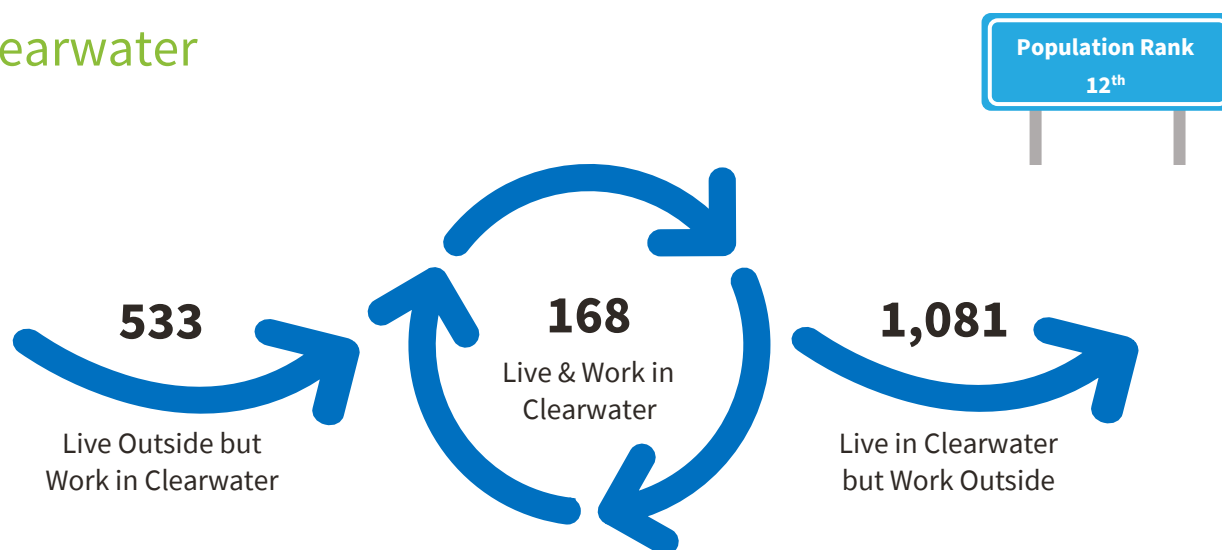 earwater
Population Rank
12th
533
168
1,081
Live & Work in
Clearwater
Live Outside but
Work in Clearwater
Live in Clearwater
but Work Outside